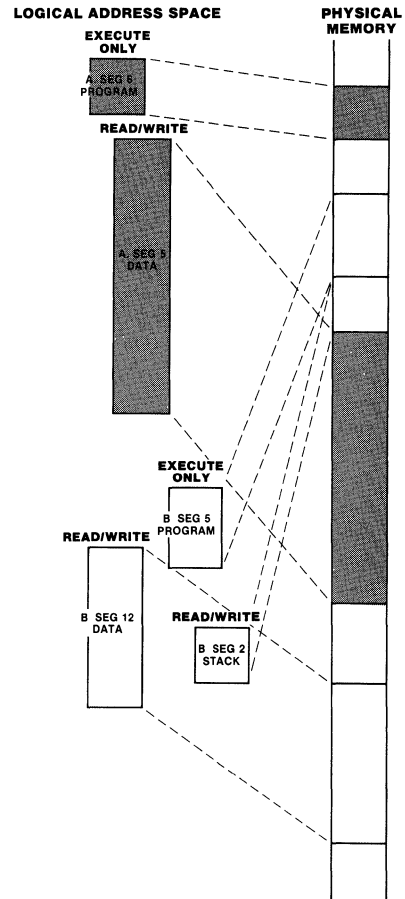 LOGICAL ADDRESS SPACE
PHYSICAL
MEMORY
EXECUTE
ONLY
A. SEG 6
PROGRAM
READ/WRITE
A. SEG 5
DATA
EXECUTE
ONLY
B SEG 5
PROGRAM
READ/WRITE
B SEG 12
DATA
READ/WRITE
B SEG 2
STACK